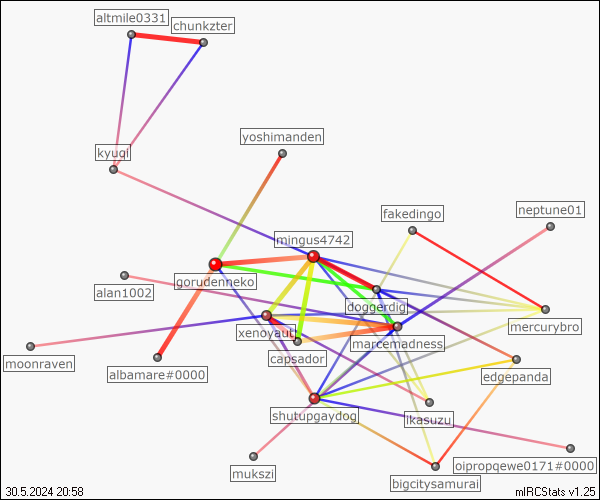 altmile0331
chunkzter
kyuqi
yoshimanden
neptune01
fakedingo
mingus4742
gorudenneko
alan1002
doggerdig
mercurybro
xenoyaut
marcemadness
capsador
moonraven
albamare#0000
edgepanda
shutupgaydog
ikasuzu
mukszi
oipropqewe0171#0000
bigcitysamurai
30.5.2024 20:58
mIRCStats v1.25